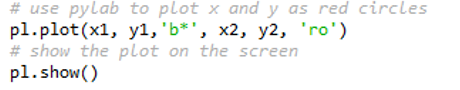 # use pylab to plot x and y as red circles
pl.plot(x1, y1,'b*', x2, y2, 'ro')
# show the plot on the screen
pl.show()